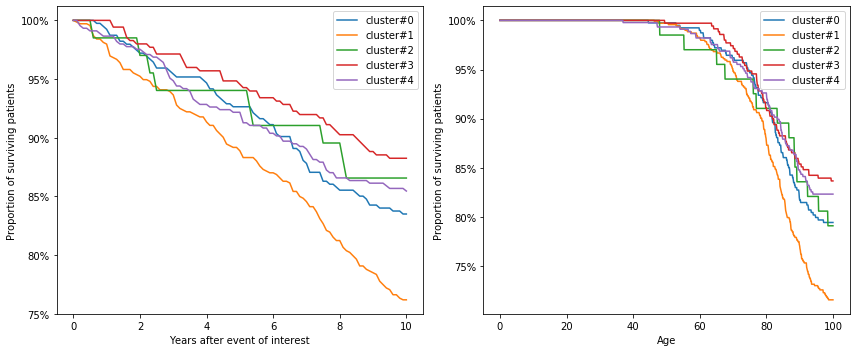 Proportion of surviving patients
100%
95%
90%
85%
80%
75%
0
2
4
6
8
10
Years after event of interest
cluster#0
cluster#1
cluster#2
cluster#3
cluster#4
Proportion of surviving patients
100%
95%
90%
85%
80%
75%
0
20
40
60
80
100
Age
cluster#0
cluster#1
cluster#2
cluster#3
cluster#4